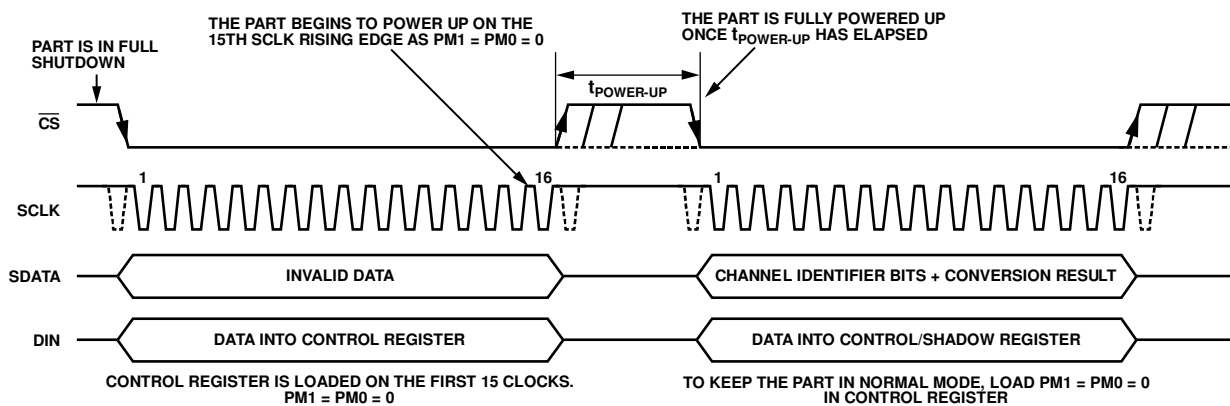 THE PART BEGINS TO POWER UP ON THE
15TH SCLK RISING EDGE AS PM1 = PM0 = 0
THE PART IS FULLY POWERED UP
ONCE tPOWER-UP HAS ELAPSED
PART IS IN FULL
SHUTDOWN
tPOWER-UP
CS
1
16
1
16
SCLK
SDATA
INVALID DATA
CHANNEL IDENTIFIER BITS + CONVERSION RESULT
DIN
DATA INTO CONTROL REGISTER
DATA INTO CONTROL/SHADOW REGISTER
CONTROL REGISTER IS LOADED ON THE FIRST 15 CLOCKS.
PM1 = PM0 = 0
TO KEEP THE PART IN NORMAL MODE, LOAD PM1 = PM0 = 0
IN CONTROL REGISTER